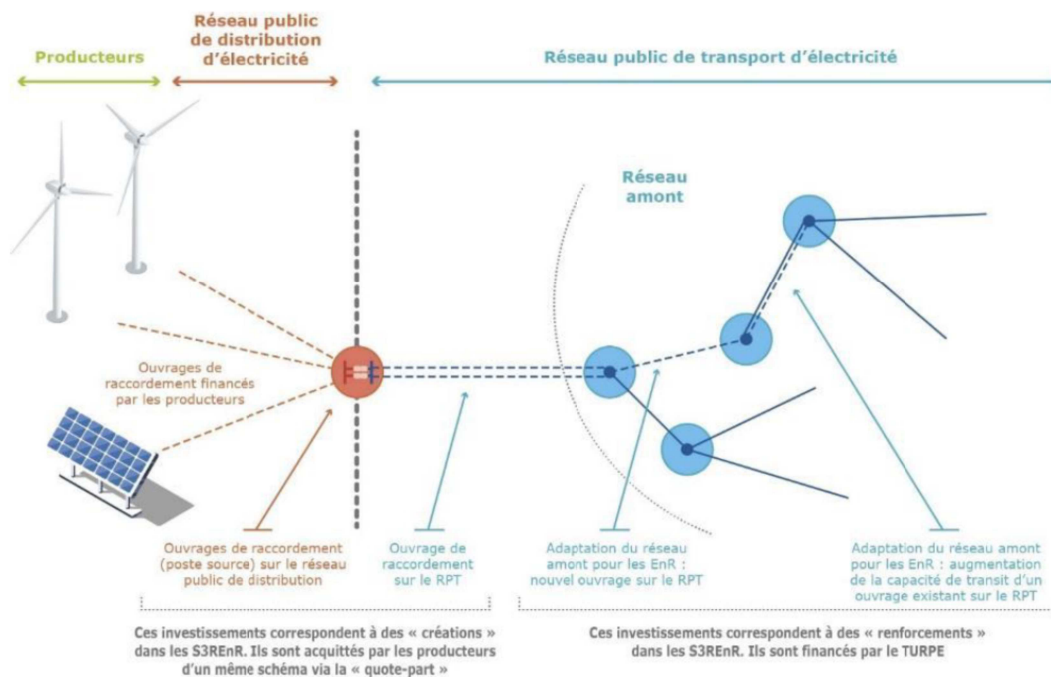 Producteurs
Réseau public
de distribution
d'électricité
Réseau public de transport d'électricité
Réseau
amont
Ouvrages de
raccordement financés
par les producteurs
Ouvrages de raccordement
(poste source) sur le réseau
public de distribution
Ouvrage de
raccordement
sur le RPT
Adaptation du réseau
amont pour les EnR :
nouvel ouvrage sur le RPT
Adaptation du réseau amont
pour les EnR : augmentation
de la capacité de transit d'un
ouvrage existant sur le RPT
Ces investissements correspondent à des « créations »
dans les S3REnR. Ils sont acquittés par les producteurs
d'un même schéma via la « quote-part »
Ces investissements correspondent à des « renforcements »
dans les S3REnR. Ils sont financés par le TURPE